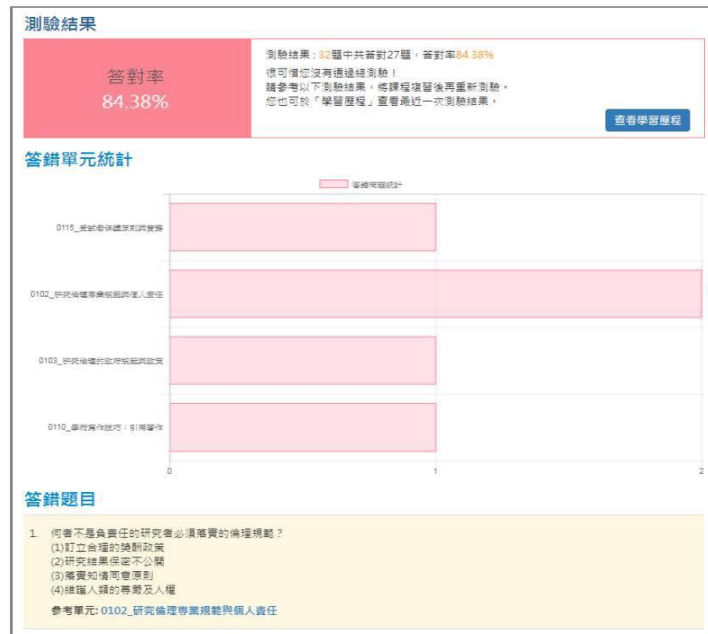 測驗結果
答對率
84.38%
測驗結果：32題中共答對27題，答對率84.38%
很可惜您沒有通過總測驗！
請參考以下測驗結果，將課程複習後再重新測驗。
您也可於「學習歷程」查看最近一次測驗結果。
查看學習歷程
答錯單元統計
答錯題數統計
0115_受試者保護原則與實務
0102_研究倫理專業規範與個人責任
0103_研究倫理的政府規範與政策
0110_學術寫作技巧：引用著作
0
1
2
答錯題目
1. 何者不是負責任的研究者必須落實的倫理規範？
(1)訂立合理的獎酬政策
(2)研究結果保密不公開
(3)落實知情同意原則
(4)維護人類的尊嚴及人權
參考單元: 0102_研究倫理專業規範與個人責任